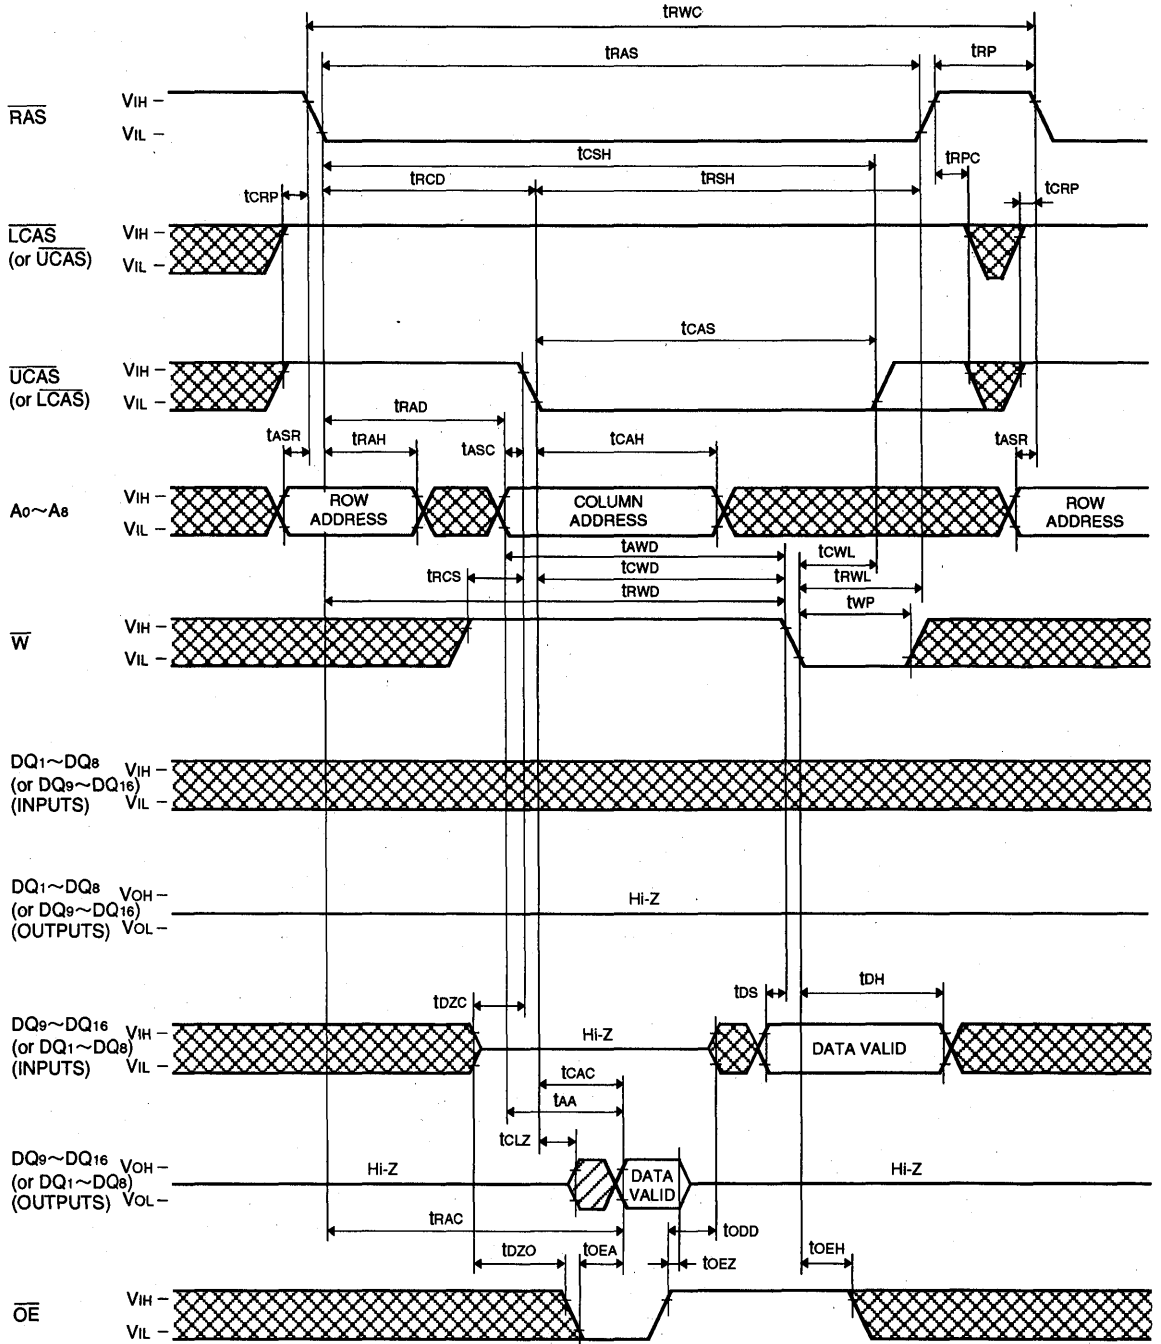 tRWC
tRAS
tRP
RAS
VIH
VIL
tCSH
tRPC
tRCD
tRSH
tCRP
tCRP
LCAS
(or UCAS)
VIH
VIL
tCAS
UCAS
(or LCAS)
VIH
VIL
tRAD
tASR
tRAH
tASC
tCAH
tASR
A0~A8
VIH
VIL
ROW
ADDRESS
COLUMN
ADDRESS
ROW
ADDRESS
tAWD
tCWL
tRCS
tCWD
tRWL
tRWD
tWP
W
VIH
VIL
DQ1~DQ8
(or DQ9~DQ16)
(INPUTS)
VIH
VIL
DQ1~DQ8
(or DQ9~DQ16)
(OUTPUTS)
VOH
VOL
Hi-Z
tDZC
tDS
tDH
DQ9~DQ16
(or DQ1~DQ8)
(INPUTS)
VIH
VIL
Hi-Z
DATA VALID
tCAC
tAA
tCLZ
DQ9~DQ16
(or DQ1~DQ8)
(OUTPUTS)
VOH
VOL
Hi-Z
DATA
VALID
Hi-Z
tRAC
tODD
tDZO
tOEA
tOEZ
tOEH
OE
VIH
VIL